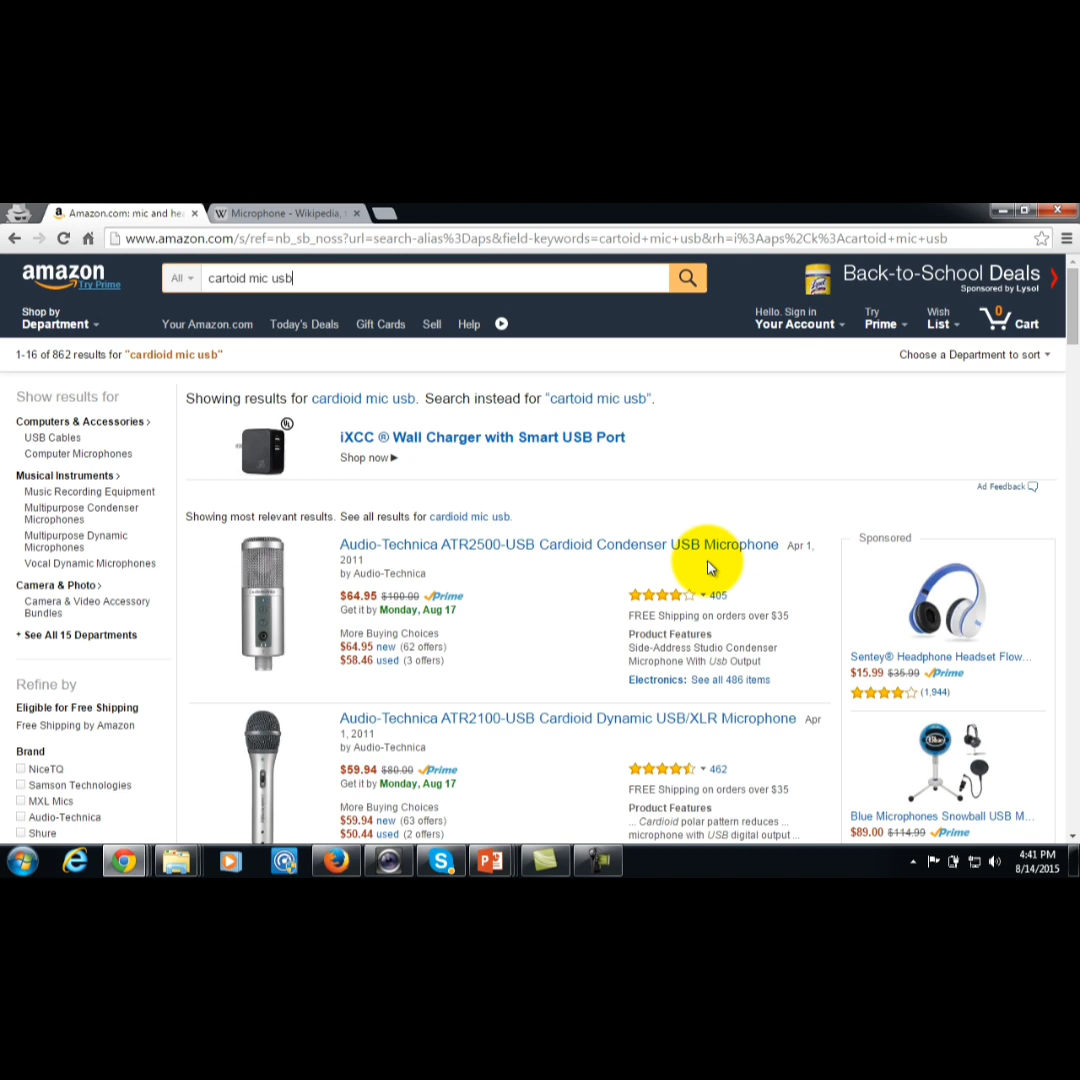 Amazon.com: mic and he
Microphone - Wikipedia,
www.amazon.com/s/ref=nb_sb_noss?url=search-alias%3Daps&field-keywords=cartoid+mic+usb&rh=i%3Aaps%2Ck%3Acartoid+mic+usb
amazon
Try Prime
All
cartoid mic usb
Back-to-School Deals
Sponsored by Lysol
Shop by
Department
Your Amazon.com Today's Deals Gift Cards Sell Help
Hello. Sign in
Your Account
Try
Prime
Wish
List
0
Cart
1-16 of 862 results for "cardioid mic usb"
Choose a Department to sort
Show results for
Computers & Accessories
USB Cables
Computer Microphones
Musical Instruments
Music Recording Equipment
Multipurpose Condenser
Microphones
Multipurpose Dynamic
Microphones
Vocal Dynamic Microphones
Camera & Photo
Camera & Video Accessory
Bundles
+ See All 15 Departments
Refine by
Eligible for Free Shipping
Free Shipping by Amazon
Brand
NiceTQ
Samson Technologies
MXL Mics
Audio-Technica
Shure
Showing results for cardioid mic usb. Search instead for "cartoid mic usb".
UL
iXCC ® Wall Charger with Smart USB Port
Shop now
Ad Feedback
Showing most relevant results. See all results for cardioid mic usb.
Audio-Technica ATR2500-USB Cardioid Condenser USB Microphone Apr 1,
2011
by Audio-Technica
$64.95 $100.00 Prime
Get it by Monday, Aug 17
More Buying Choices
$64.95 new (62 offers)
$58.46 used (3 offers)
405
FREE Shipping on orders over $35
Product Features
Side-Address Studio Condenser
Microphone With Usb Output
Electronics: See all 486 items
Audio-Technica ATR2100-USB Cardioid Dynamic USB/XLR Microphone Apr
1, 2011
by Audio-Technica
$59.94 $80.00 Prime
Get it by Monday, Aug 17
More Buying Choices
$59.94 new (63 offers)
$50.44 used (2 offers)
462
FREE Shipping on orders over $35
Product Features
... Cardioid polar pattern reduces ...
microphone with USB digital output ...
Sponsored
Sentey® Headphone Headset Flow...
$15.99 $35.99 Prime
(1,944)
Blue Microphones Snowball USB M...
$89.00 $114.99 Prime
4:41 PM
8/14/2015